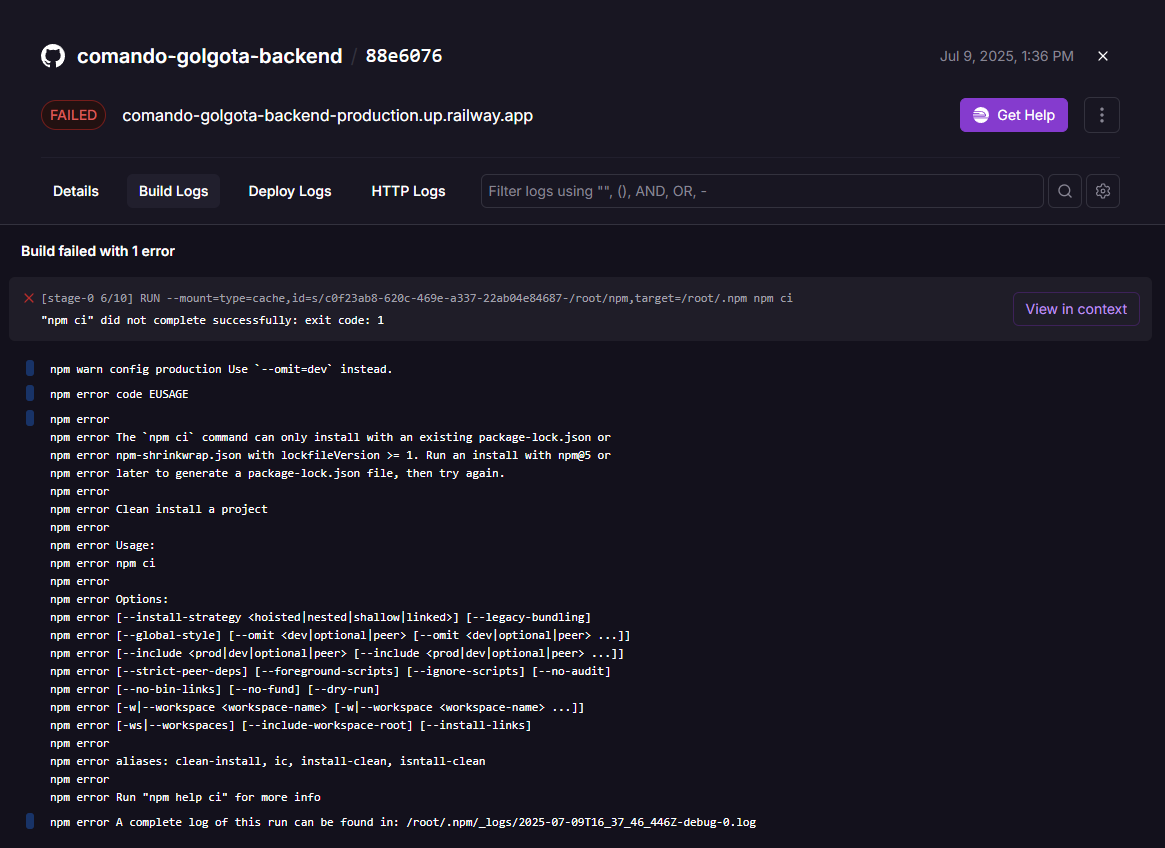 comando-golgota-backend / 88e6076
Jul 9, 2025, 1:36 PM
FAILED
comando-golgota-backend-production.up.railway.app
Get Help
Details
Build Logs
Deploy Logs
HTTP Logs
Filter logs using "", (), AND, OR, -
Build failed with 1 error
[stage-0 6/10] RUN --mount=type=cache,id=s/c0f23ab8-620c-469e-a337-22ab04e84687-/root/npm,target=/root/.npm npm ci
"npm ci" did not complete successfully: exit code: 1
View in context
npm warn config production Use `--omit=dev` instead.
npm error code EUSAGE
npm error
npm error The `npm ci` command can only install with an existing package-lock.json or
npm error npm-shrinkwrap.json with lockfileVersion >= 1. Run an install with npm@5 or
npm error later to generate a package-lock.json file, then try again.
npm error
npm error Clean install a project
npm error
npm error Usage:
npm error npm ci
npm error
npm error Options:
npm error [--install-strategy <hoisted|nested|shallow|linked>] [--legacy-bundling]
npm error [--global-style] [--omit <dev|optional|peer> [--omit <dev|optional|peer> ...]]
npm error [--include <prod|dev|optional|peer> [--include <prod|dev|optional|peer> ...]]
npm error [--strict-peer-deps] [--foreground-scripts] [--ignore-scripts] [--no-audit]
npm error [--no-bin-links] [--no-fund] [--dry-run]
npm error [-w|--workspace <workspace-name> [-w|--workspace <workspace-name> ...]]
npm error [-ws|--workspaces] [--include-workspace-root] [--install-links]
npm error
npm error aliases: clean-install, ic, install-clean, isntall-clean
npm error
npm error Run "npm help ci" for more info
npm error A complete log of this run can be found in: /root/.npm/_logs/2025-07-09T16_37_46_446Z-debug-0.log